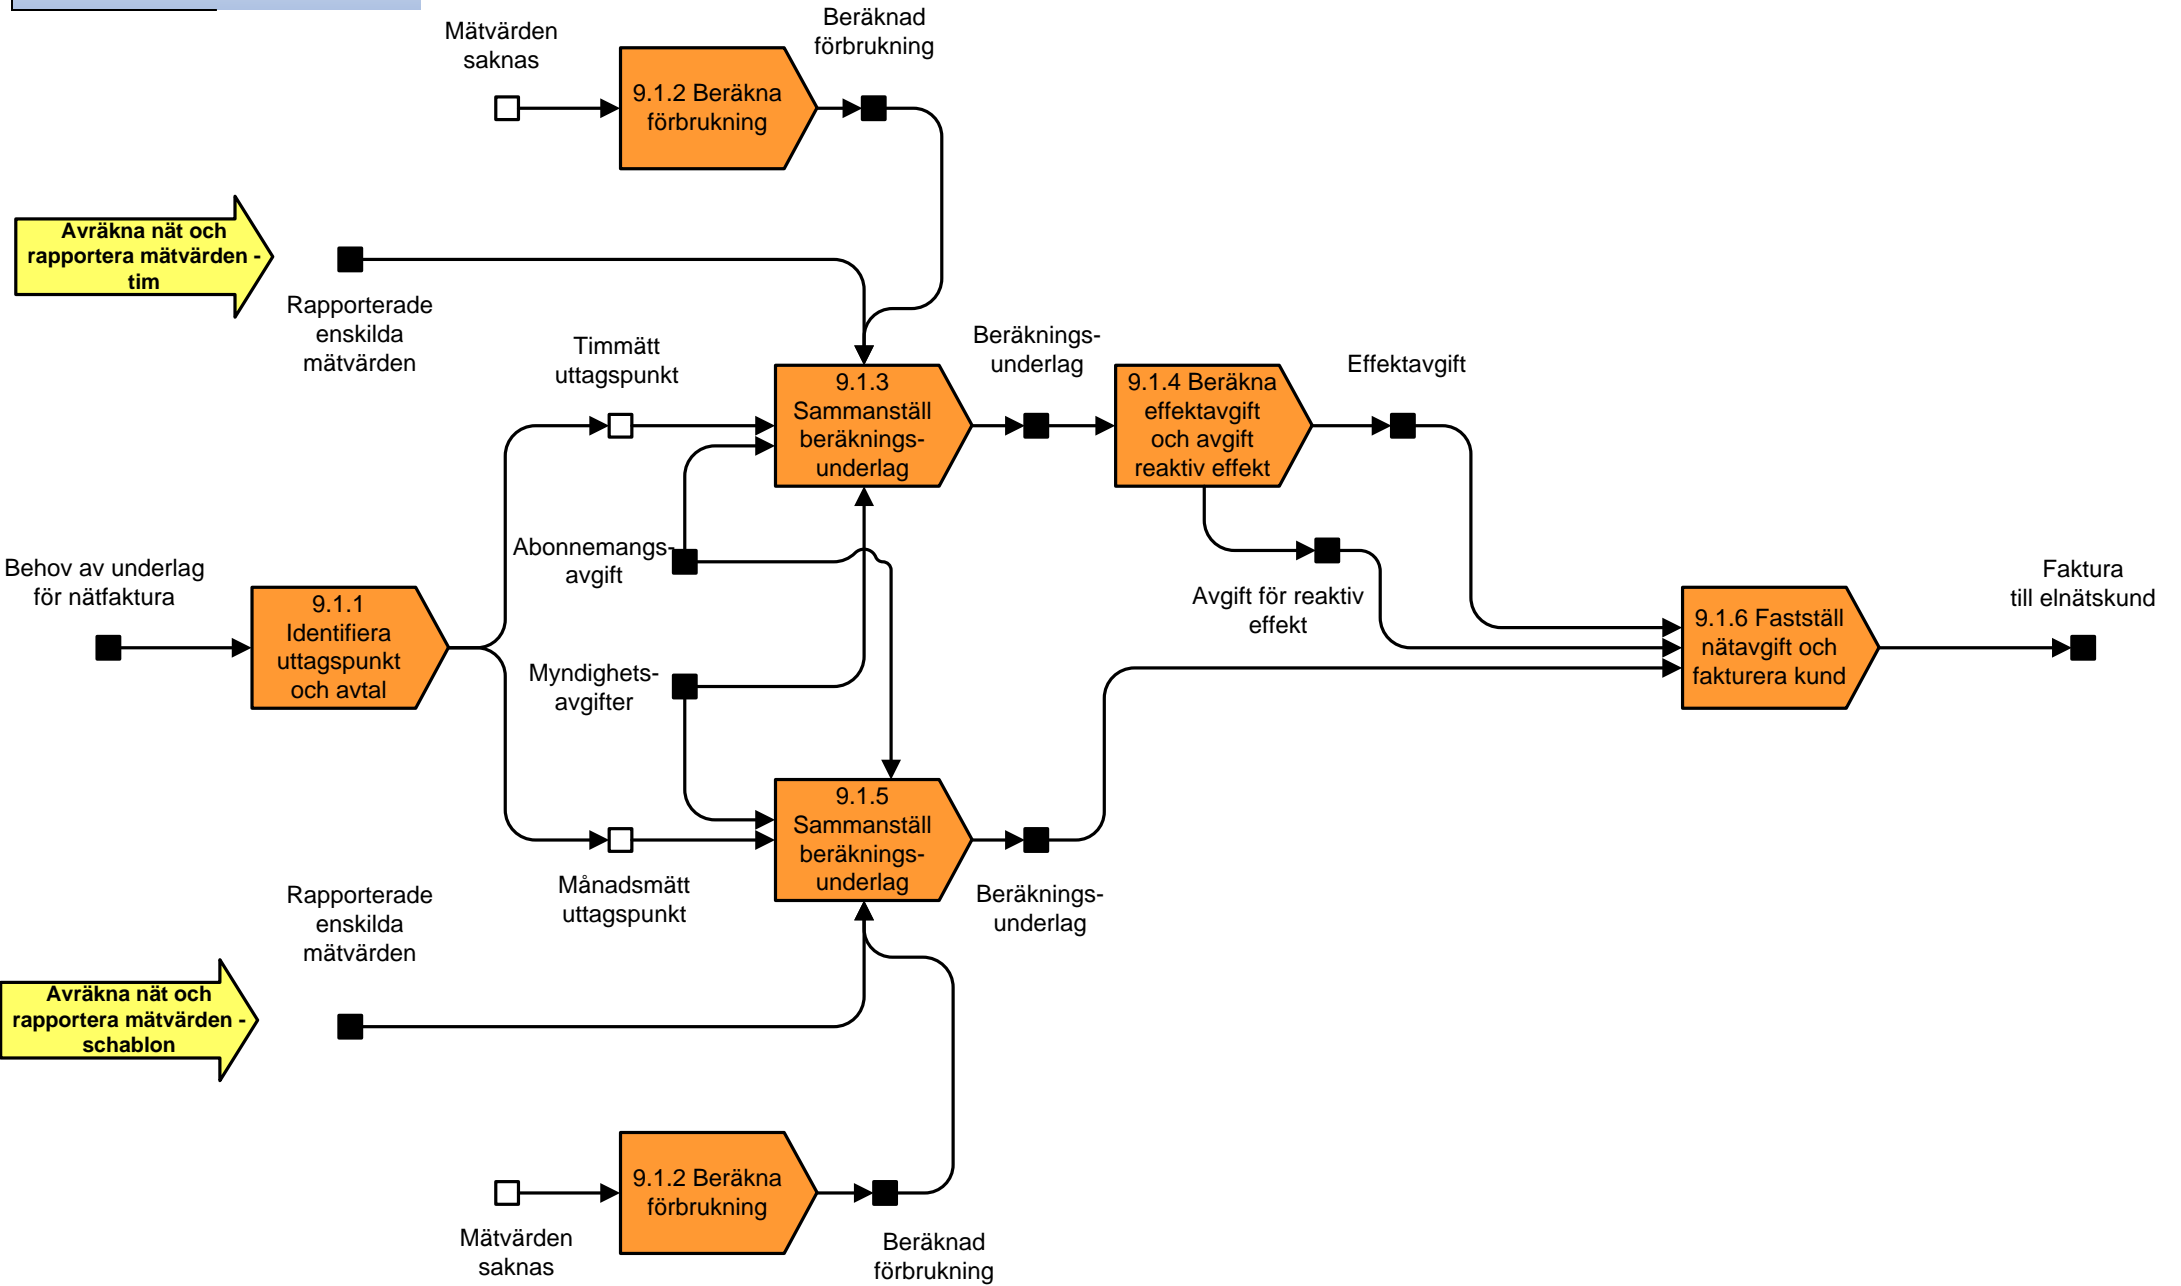 Mätvärden
saknas
Beräknad
förbrukning
9.1.2 Beräkna
förbrukning
Avräkna nät och
rapportera mätvärden -
tim
Rapporterade
enskilda
mätvärden
Timmätt
uttagspunkt
9.1.3
Sammanställ
beräknings-
underlag
Beräknings-
underlag
9.1.4 Beräkna
effektavgift
och avgift
reaktiv effekt
Effektavgift
Abonnemangs-
avgift
Behov av underlag
för nätfaktura
9.1.1
Identifiera
uttagspunkt
och avtal
Avgift för reaktiv
effekt
Myndighets-
avgifter
9.1.6 Fastställ
nätavgift och
fakturera kund
Faktura
till elnätskund
9.1.5
Sammanställ
beräknings-
underlag
Månadsmätt
uttagspunkt
Beräknings-
underlag
Rapporterade
enskilda
mätvärden
Avräkna nät och
rapportera mätvärden -
schablon
9.1.2 Beräkna
förbrukning
Mätvärden
saknas
Beräknad
förbrukning